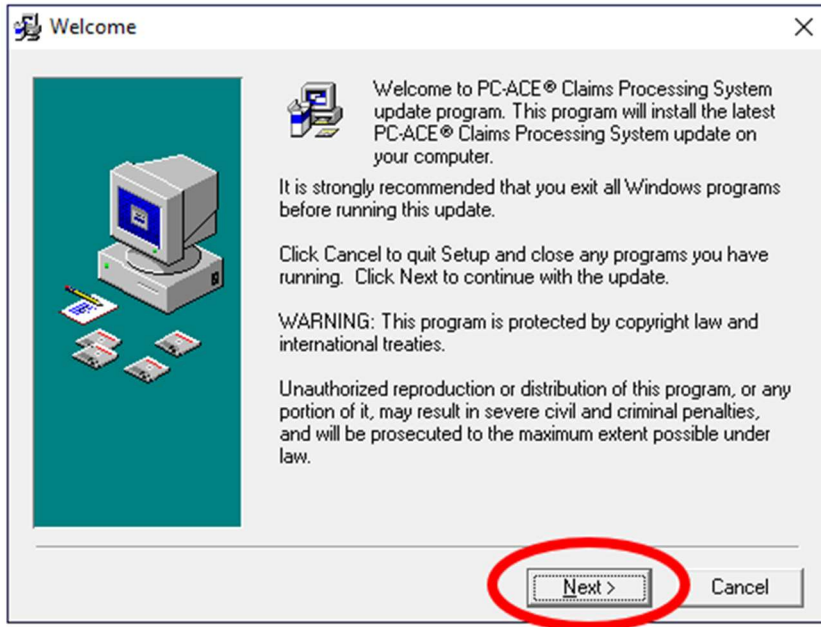 Welcome
Welcome to PC-ACE® Claims Processing System
update program. This program will install the latest
PC-ACE® Claims Processing System update on
your computer.
It is strongly recommended that you exit all Windows programs
before running this update.
Click Cancel to quit Setup and close any programs you have
running. Click Next to continue with the update.
WARNING: This program is protected by copyright law and
international treaties.
Unauthorized reproduction or distribution of this program, or any
portion of it, may result in severe civil and criminal penalties,
and will be prosecuted to the maximum extent possible under
law.
Next >
Cancel